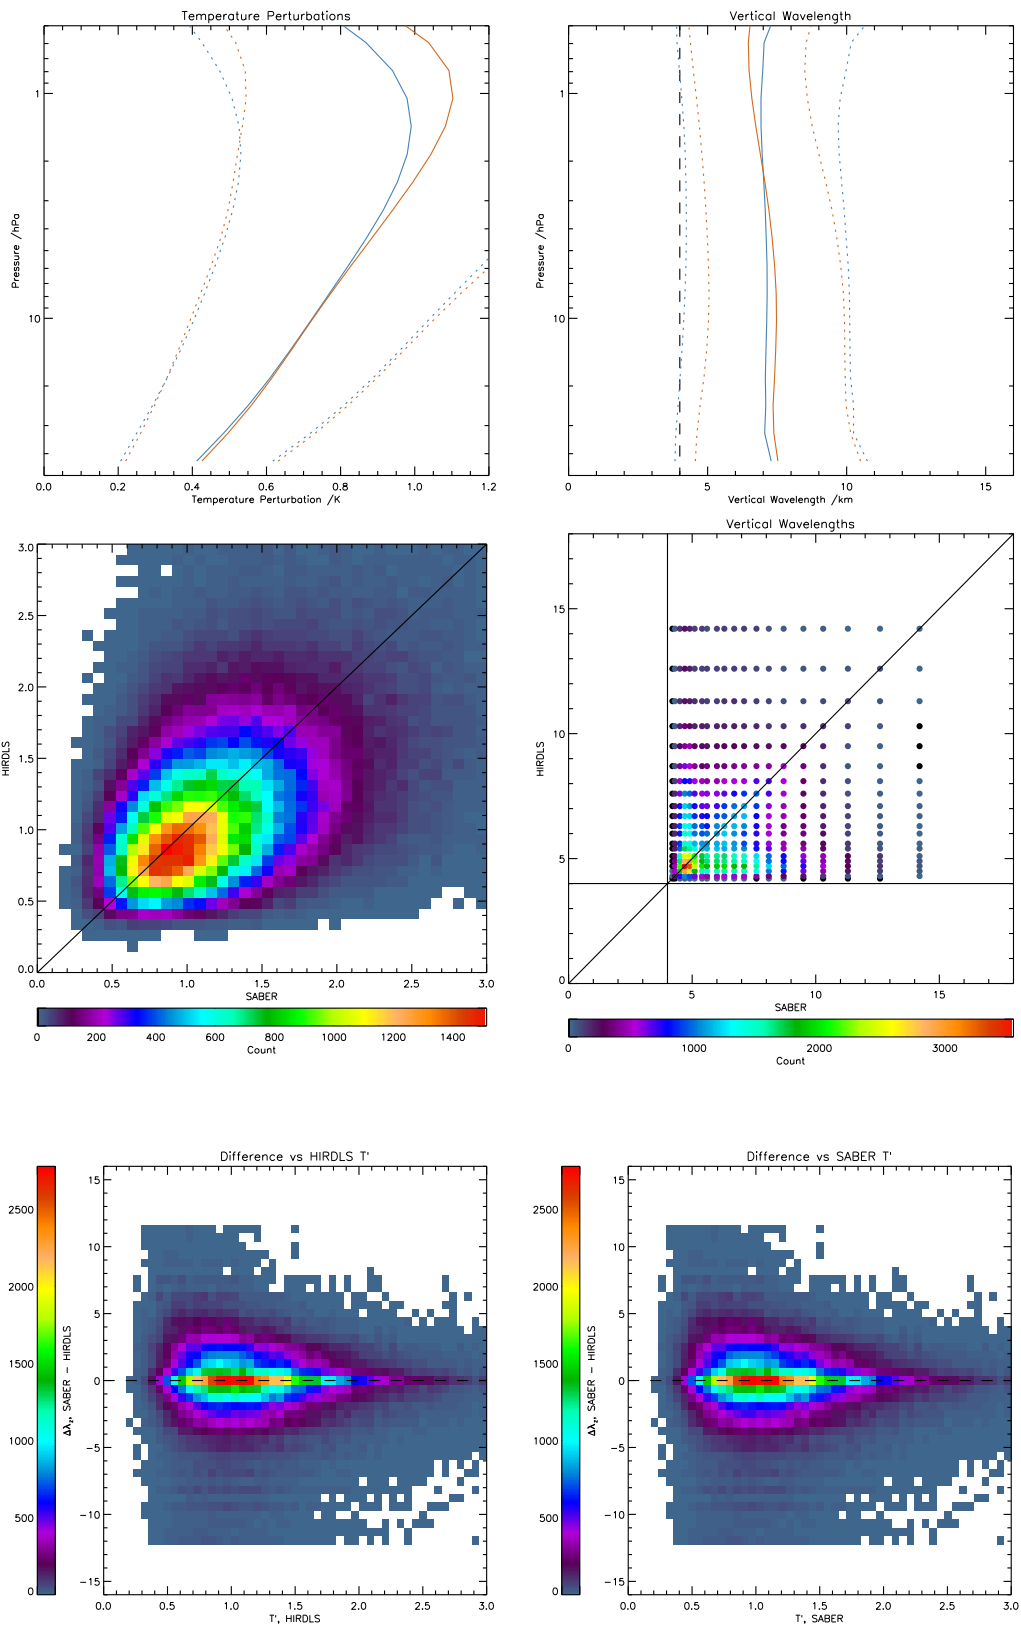 Temperature Perturbations
Pressure /hPa
1
10
0.0 0.2 0.4 0.6 0.8 1.0 1.2
Temperature Perturbation /K
Vertical Wavelength
Pressure /hPa
1
10
0 5 10 15
Vertical Wavelength /km
3.0
2.5
2.0
1.5
1.0
0.5
0.0
HIRDLS
0.0 0.5 1.0 1.5 2.0 2.5 3.0
SABER
0 200 400 600 800 1000 1200 1400
Count
Vertical Wavelengths
15
10
5
0
HIRDLS
0 5 10 15
SABER
0 1000 2000 3000
Count
Difference vs HIRDLS T'
2500
2000
1500
1000
500
0
Δλz, SABER − HIRDLS
15
10
5
0
−5
−10
−15
0.0 0.5 1.0 1.5 2.0 2.5 3.0
T', HIRDLS
Difference vs SABER T'
2500
2000
1500
1000
500
0
Δλz, SABER − HIRDLS
15
10
5
0
−5
−10
−15
0.0 0.5 1.0 1.5 2.0 2.5 3.0
T', SABER